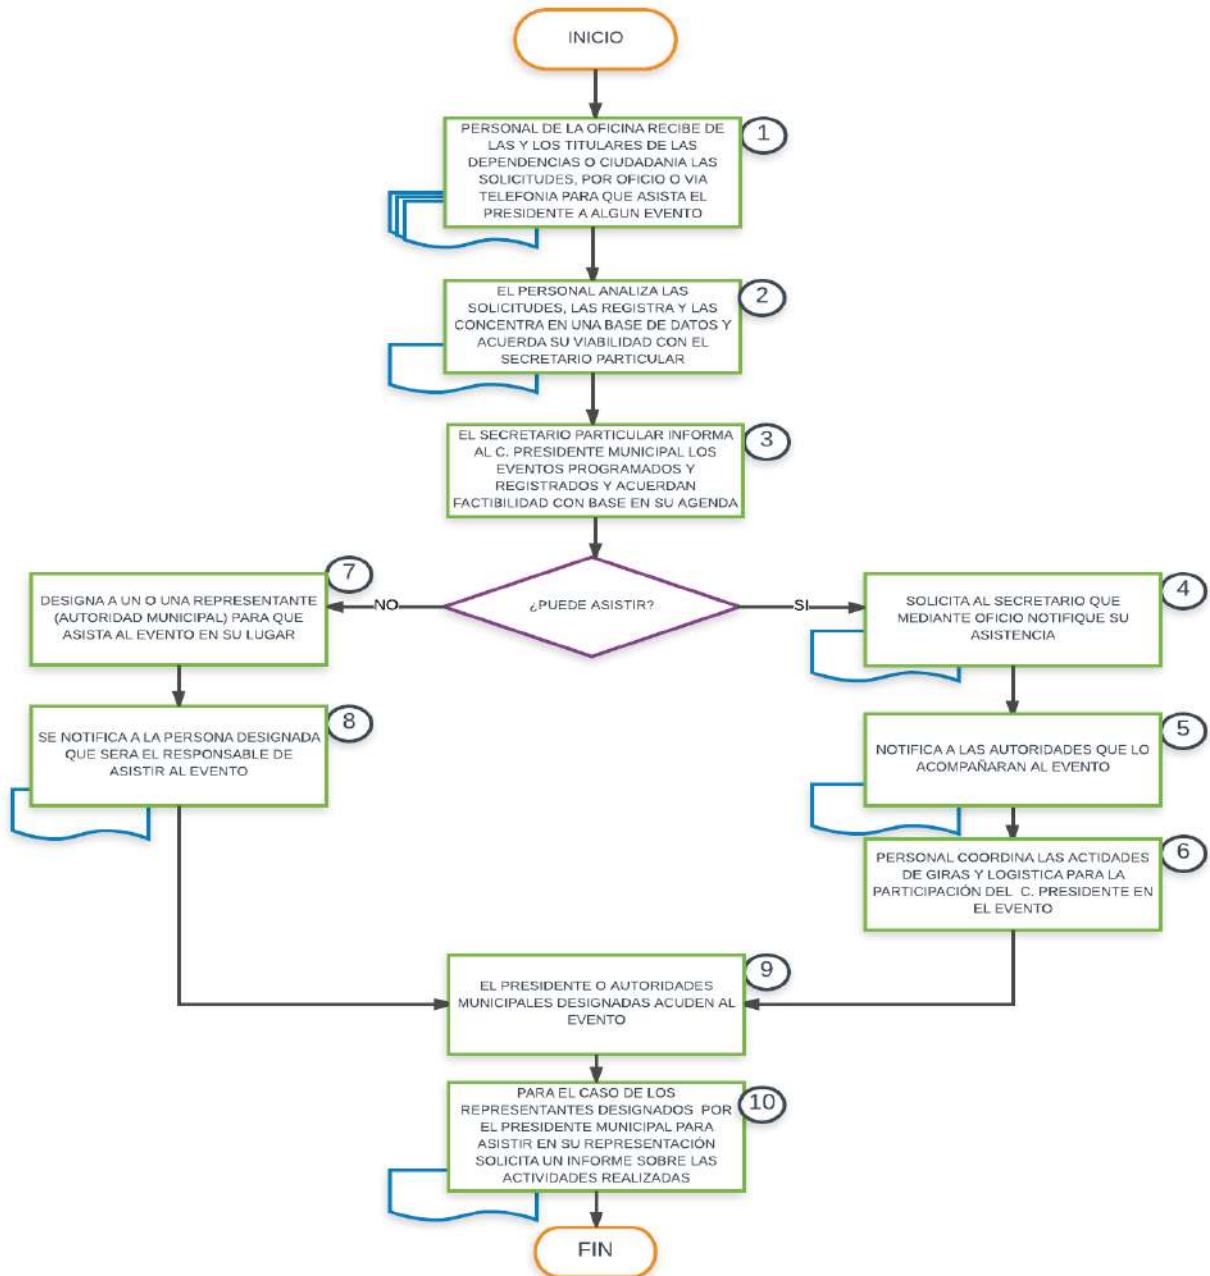 INICIO
1
PERSONAL DE LA OFICINA RECIBE DE
LAS Y LOS TITULARES DE LAS
DEPENDENCIAS O CIUDADANIA LAS
SOLICITUDES, POR OFICIO O VIA
TELEFONIA PARA QUE ASISTA EL
PRESIDENTE A ALGUN EVENTO
2
EL PERSONAL ANALIZA LAS
SOLICITUDES, LAS REGISTRA Y LAS
CONCENTRA EN UNA BASE DE DATOS Y
ACUERDA SU VIABILIDAD CON EL
SECRETARIO PARTICULAR
3
EL SECRETARIO PARTICULAR INFORMA
AL C. PRESIDENTE MUNICIPAL LOS
EVENTOS PROGRAMADOS Y
REGISTRADOS Y ACUERDAN
FACTIBILIDAD CON BASE EN SU AGENDA
¿PUEDE ASISTIR?
NO
SI
7
DESIGNA A UN O UNA REPRESENTANTE
(AUTORIDAD MUNICIPAL) PARA QUE
ASISTA AL EVENTO EN SU LUGAR
4
SOLICITA AL SECRETARIO QUE
MEDIANTE OFICIO NOTIFIQUE SU
ASISTENCIA
8
SE NOTIFICA A LA PERSONA DESIGNADA
QUE SERA EL RESPONSABLE DE
ASISTIR AL EVENTO
5
NOTIFICA A LAS AUTORIDADES QUE LO
ACOMPAÑARAN AL EVENTO
6
PERSONAL COORDINA LAS ACTIDADES
DE GIRAS Y LOGISTICA PARA LA
PARTICIPACIÓN DEL C. PRESIDENTE EN
EL EVENTO
9
EL PRESIDENTE O AUTORIDADES
MUNICIPALES DESIGNADAS ACUDEN AL
EVENTO
10
PARA EL CASO DE LOS
REPRESENTANTES DESIGNADOS POR
EL PRESIDENTE MUNICIPAL PARA
ASISTIR EN SU REPRESENTACIÓN
SOLICITA UN INFORME SOBRE LAS
ACTIVIDADES REALIZADAS
FIN